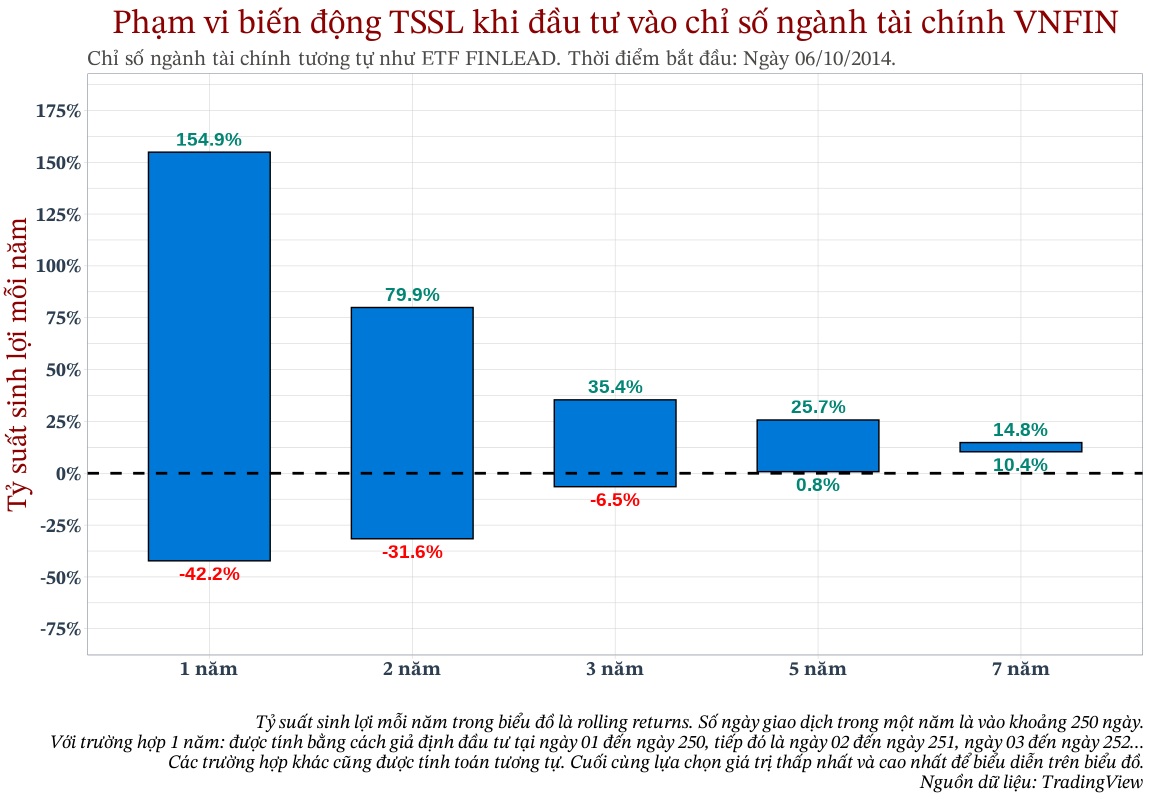 Phạm vi biến động TSSL khi đầu tư vào chỉ số ngành tài chính VNFIN
Chỉ số ngành tài chính tương tự như ETF FINLEAD. Thời điểm bắt đầu: Ngày 06/10/2014.
Tỷ suất sinh lợi mỗi năm
175%
150%
125%
100%
75%
50%
25%
0%
-25%
-50%
-75%
154.9%
-42.2%
79.9%
-31.6%
35.4%
-6.5%
25.7%
0.8%
14.8%
10.4%
1 năm
2 năm
3 năm
5 năm
7 năm
Tỷ suất sinh lợi mỗi năm trong biểu đồ là rolling returns. Số ngày giao dịch trong một năm là vào khoảng 250 ngày.
Với trường hợp 1 năm: được tính bằng cách giả định đầu tư tại ngày 01 đến ngày 250, tiếp đó là ngày 02 đến ngày 251, ngày 03 đến ngày 252...
Các trường hợp khác cũng được tính toán tương tự. Cuối cùng lựa chọn giá trị thấp nhất và cao nhất để biểu diễn trên biểu đồ.
Nguồn dữ liệu: TradingView